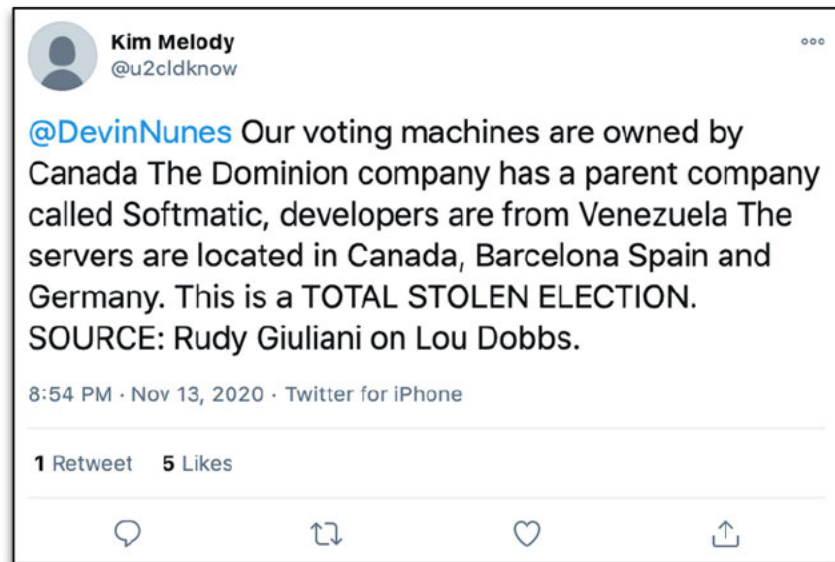 Kim Melody
@u2cldknow
@DevinNunes Our voting machines are owned by
Canada The Dominion company has a parent company
called Softmatic, developers are from Venezuela The
servers are located in Canada, Barcelona Spain and
Germany. This is a TOTAL STOLEN ELECTION.
SOURCE: Rudy Giuliani on Lou Dobbs.
8:54 PM · Nov 13, 2020 · Twitter for iPhone
1 Retweet 5 Likes